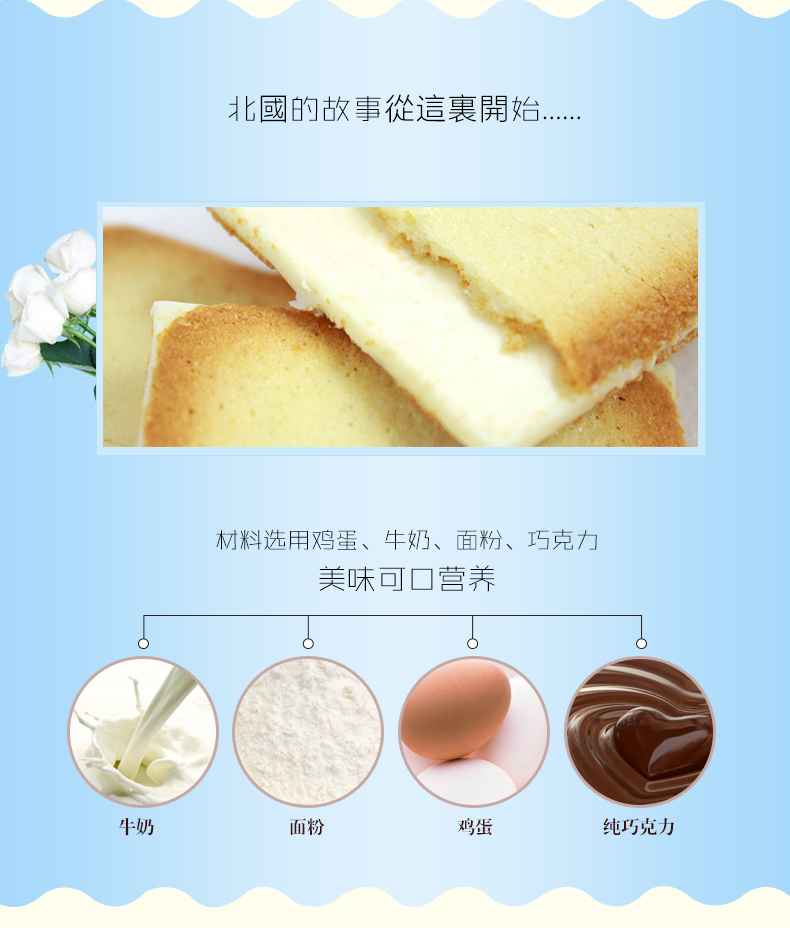 北國的故事從這裏開始......
材料选用鸡蛋、牛奶、面粉、巧克力
美味可口营养
牛奶
面粉
鸡蛋
纯巧克力